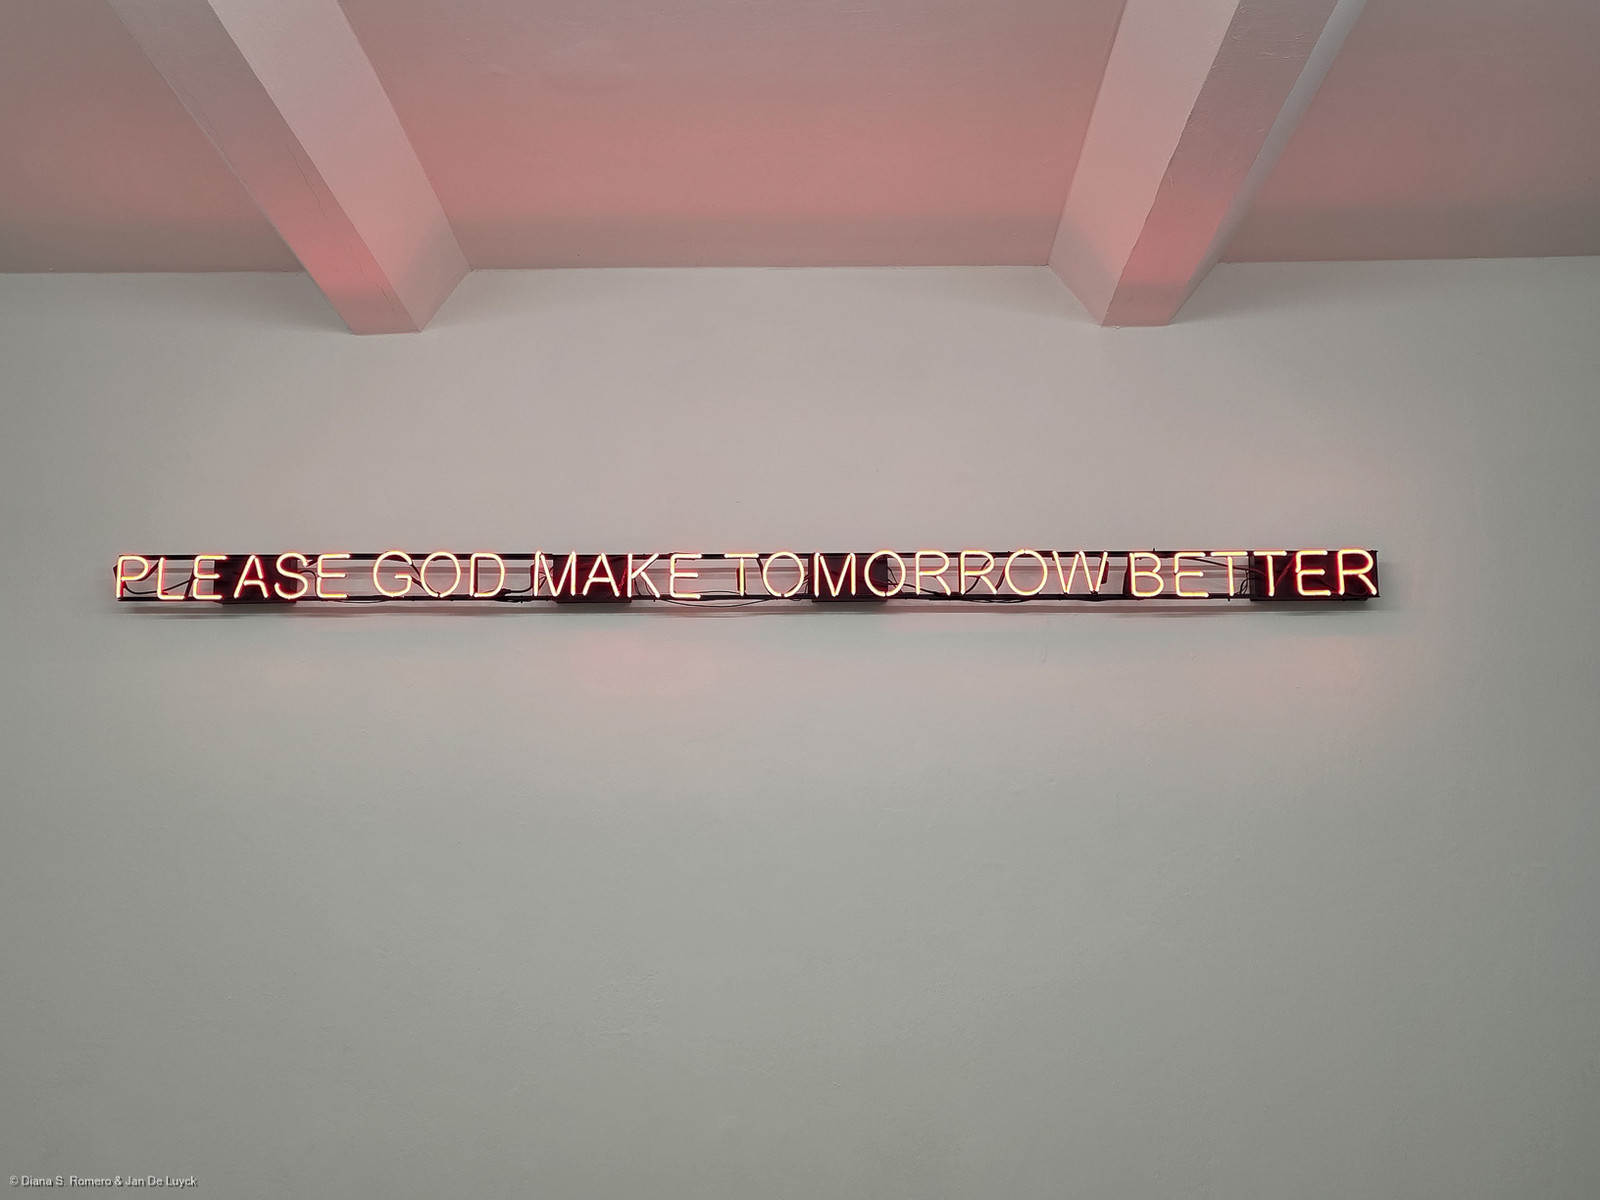 PLEASE GOD MAKE TOMORROW BETTER
© Diana S. Romero & Jan De Luyck